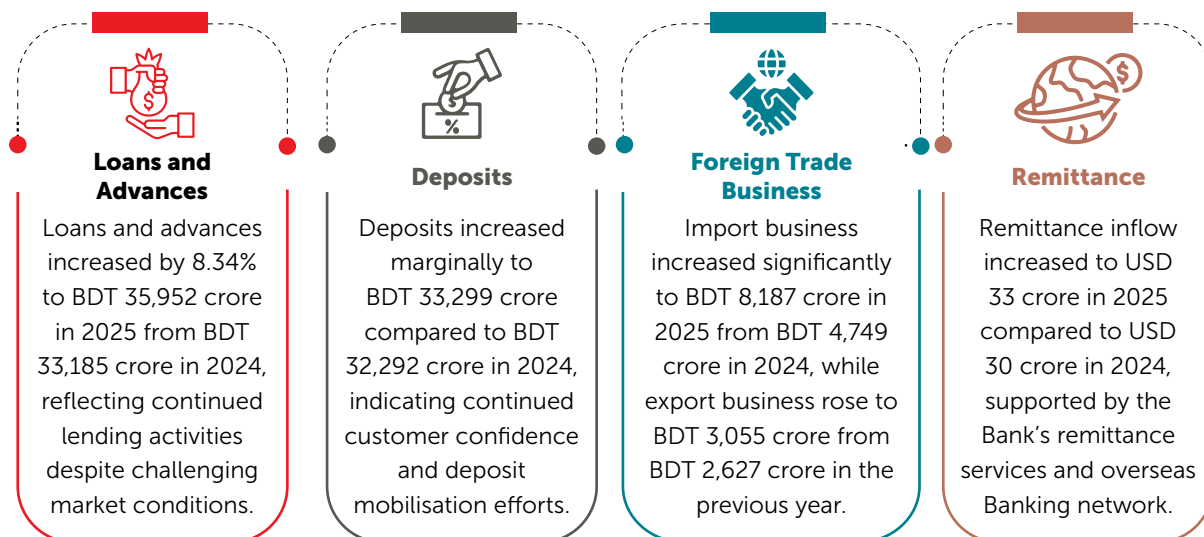 Loans and
Advances
Loans and advances
increased by 8.34%
to BDT 35,952 crore
in 2025 from BDT
33,185 crore in 2024,
reflecting continued
lending activities
despite challenging
market conditions.
Deposits
Deposits increased
marginally to
BDT 33,299 crore
compared to BDT
32,292 crore in 2024,
indicating continued
customer confidence
and deposit
mobilisation efforts.
Foreign Trade
Business
Import business
increased significantly
to BDT 8,187 crore in
2025 from BDT 4,749
crore in 2024, while
export business rose to
BDT 3,055 crore from
BDT 2,627 crore in the
previous year.
Remittance
Remittance inflow
increased to USD
33 crore in 2025
compared to USD
30 crore in 2024,
supported by the
Bank's remittance
services and overseas
Banking network.